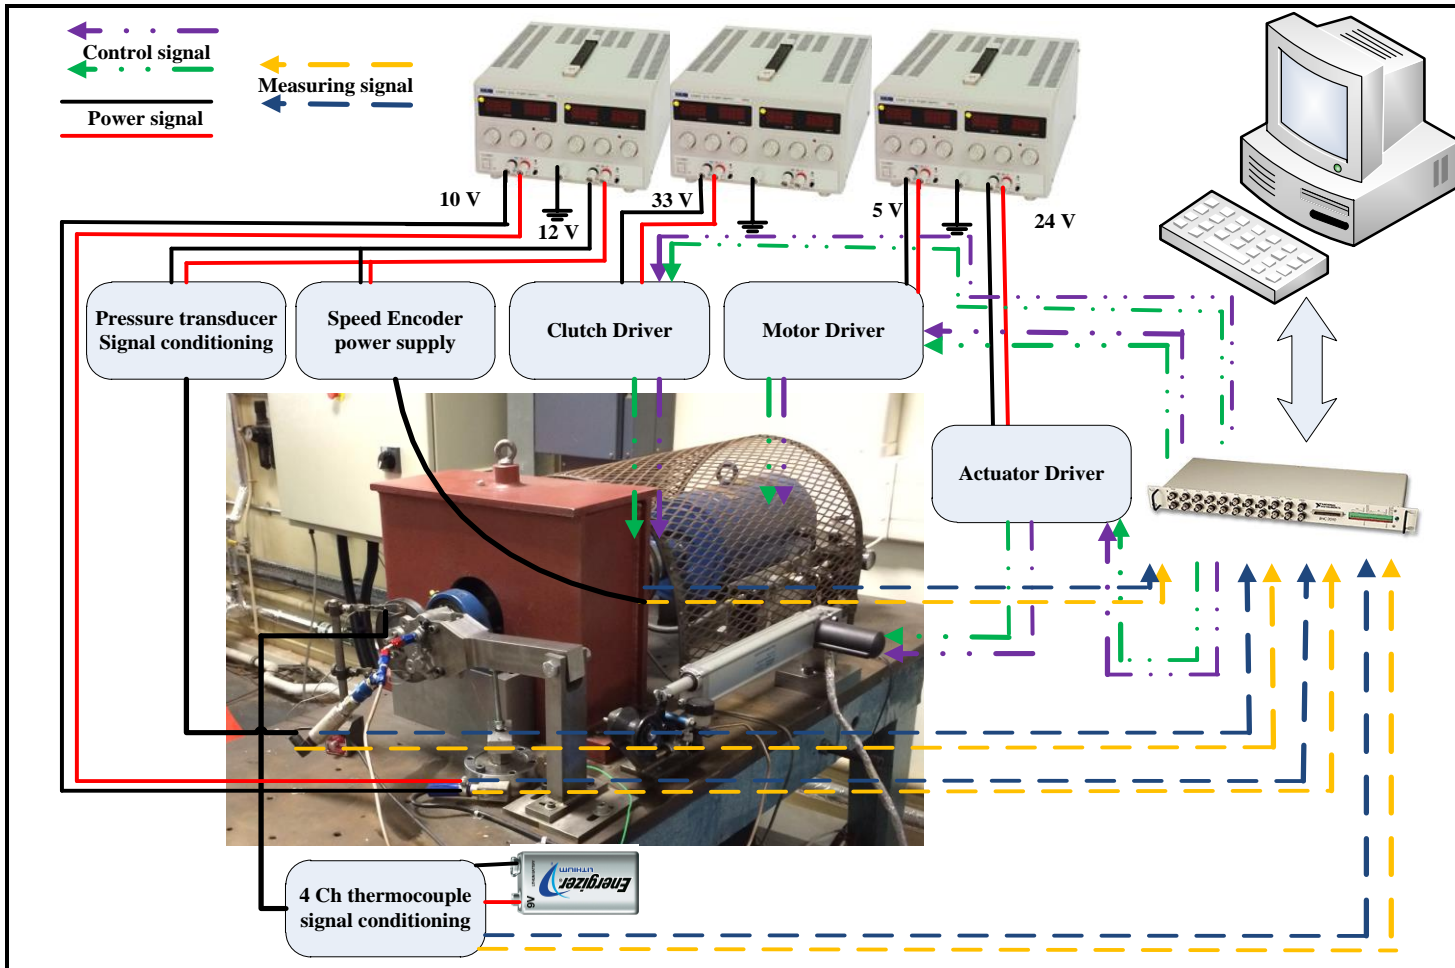 Control signal
Measuring signal
Power signal
10 V
12 V
33 V
5 V
24 V
Pressure transducer
Signal conditioning
Speed Encoder
power supply
Clutch Driver
Motor Driver
Actuator Driver
4 Ch thermocouple
signal conditioning
Energizer
LITHIUM
9V